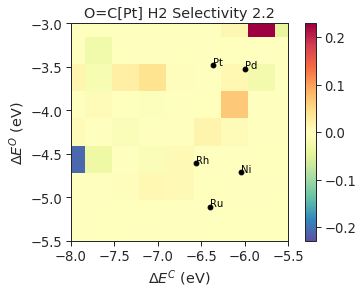 O=C[Pt] H2 Selectivity 2.2
−3.0
−3.5
−4.0
−4.5
−5.0
−5.5
ΔE^O (eV)
Pt
Pd
Rh
Ni
Ru
−8.0 −7.5 −7.0 −6.5 −6.0 −5.5
ΔE^C (eV)
0.2
0.1
0.0
−0.1
−0.2